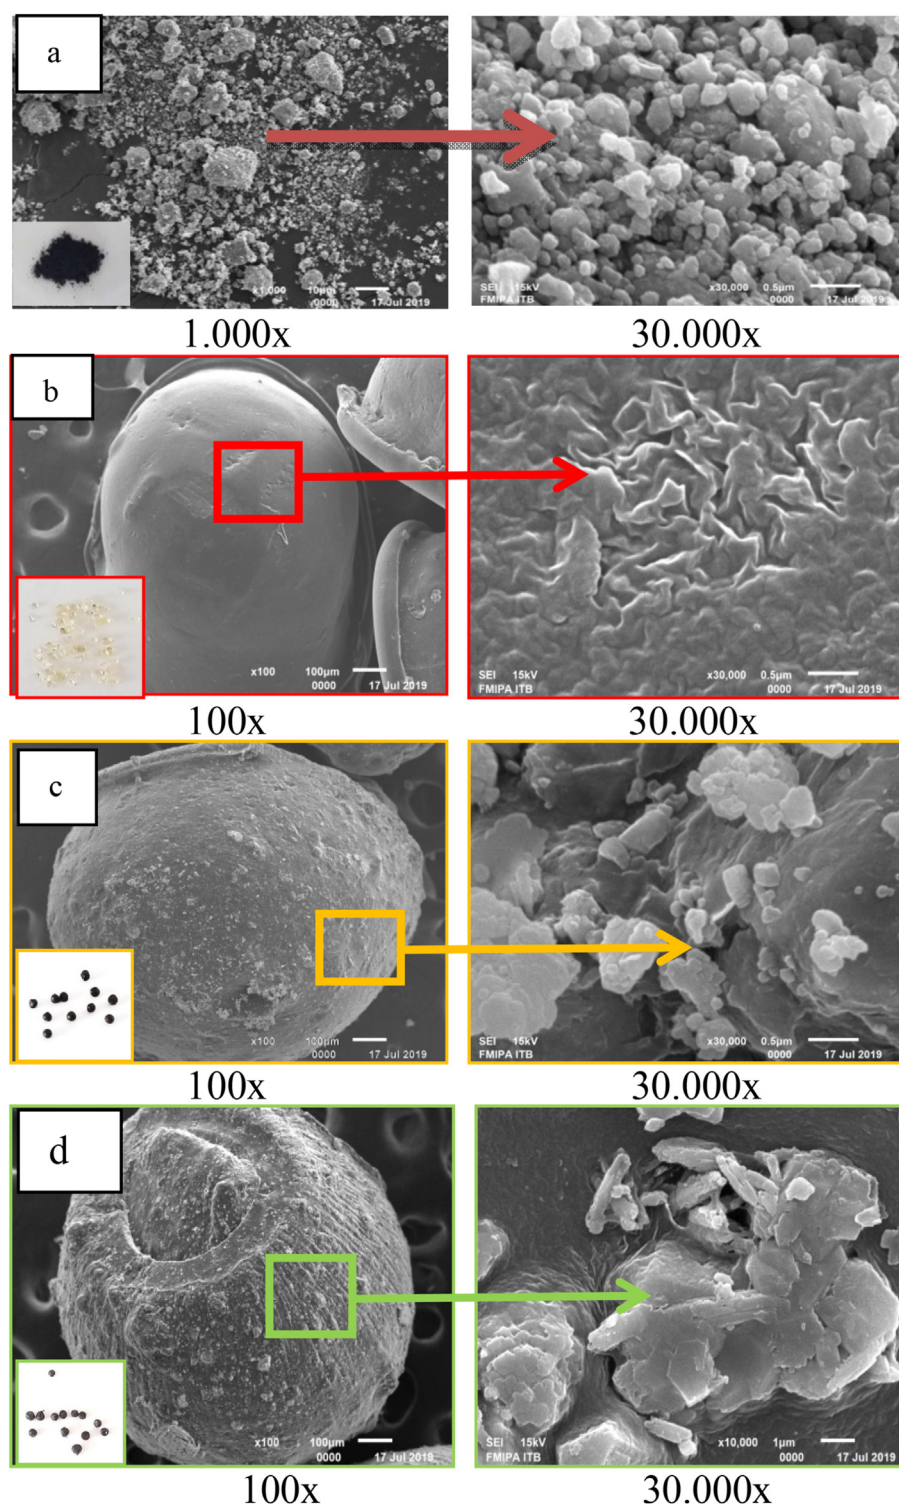 a
x1,000 10µm
0000 17 Jul 2019
SEI 15kV x30,000 0.5µm
FMIPA ITB 0000 17 Jul 2019
1.000x 30.000x
b
x100 100µm
0000 17 Jul 2019
SEI 15kV x30,000 0.5µm
FMIPA ITB 0000 17 Jul 2019
100x 30.000x
c
x100 100µm
0000 17 Jul 2019
SEI 15kV x30,000 0.5µm
FMIPA ITB 0000 17 Jul 2019
100x 30.000x
d
x100 100µm
0000 17 Jul 2019
SEI 15kV x10,000 1µm
FMIPA ITB 0000 17 Jul 2019
100x 30.000x